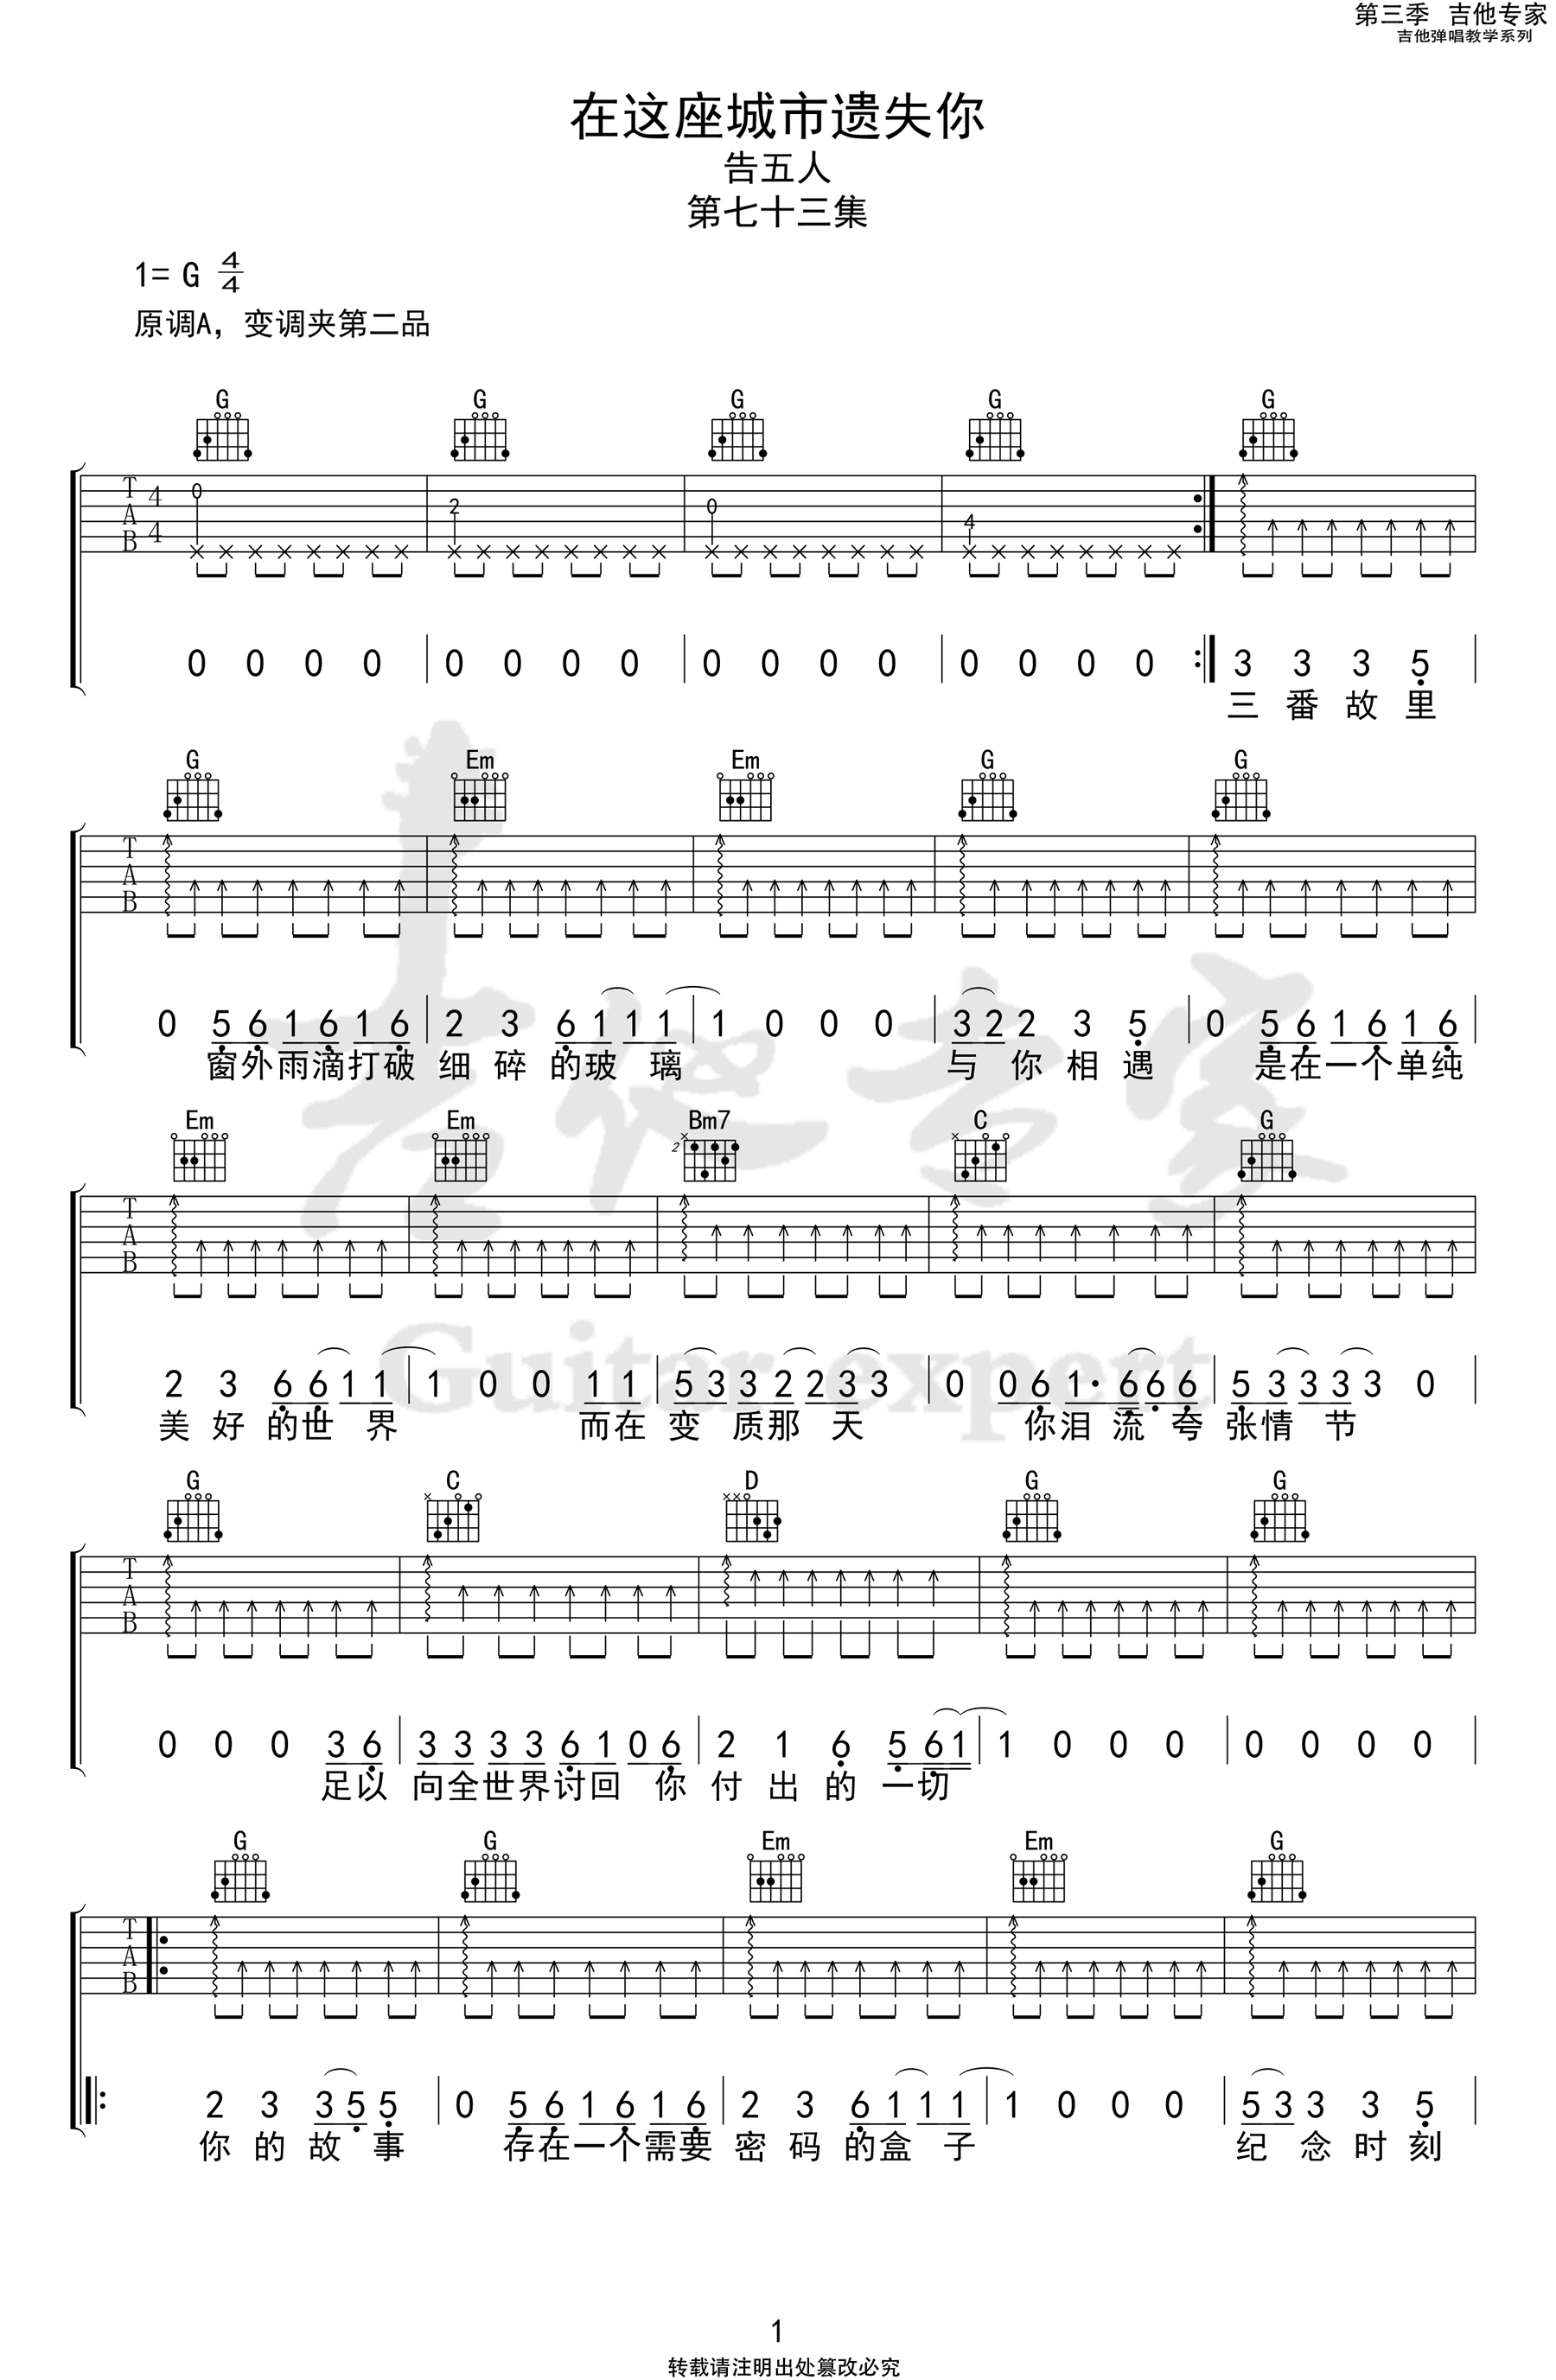 第三季 吉他专家
吉他弹唱教学系列
在这座城市遗失你
告五人
第七十三集
1= G 4/4
原调A，变调夹第二品
G G G G G
T A B 4 4 0 2 0 4
0 0 0 0 0 0 0 0 0 0 0 0 0 0 0 0 3 3 3 5
三 番 故 里
G Em Em G G
T A B
0 5 6 1 6 1 6 2 3 6 1 1 1 1 0 0 0 3 2 2 3 5 0 5 6 1 6 1 6
窗外雨滴打破 细 碎 的玻 璃 与 你 相 遇 是在一个单纯
Em Em Bm7 C G
2
T A B
2 3 6 6 1 1 1 0 0 1 1 5 3 3 2 2 3 3 0 0 6 1· 6 6 6 5 3 3 3 3 0
美 好 的世 界 而在 变 质那 天 你泪 流 夸 张情 节
G C D G G
T A B
0 0 0 3 6 3 3 3 3 6 1 0 6 2 1 6 5 6 1 1 0 0 0 0 0 0 0
足以 向全世界讨回 你 付 出 的 一切
G G Em Em G
T A B
2 3 3 5 5 0 5 6 1 6 1 6 2 3 6 1 1 1 1 0 0 0 5 3 3 3 5
你 的 故 事 存在一个需要 密 码 的盒 子 纪 念 时 刻
吉他专家
Guitar expert
1
转载请注明出处篡改必究